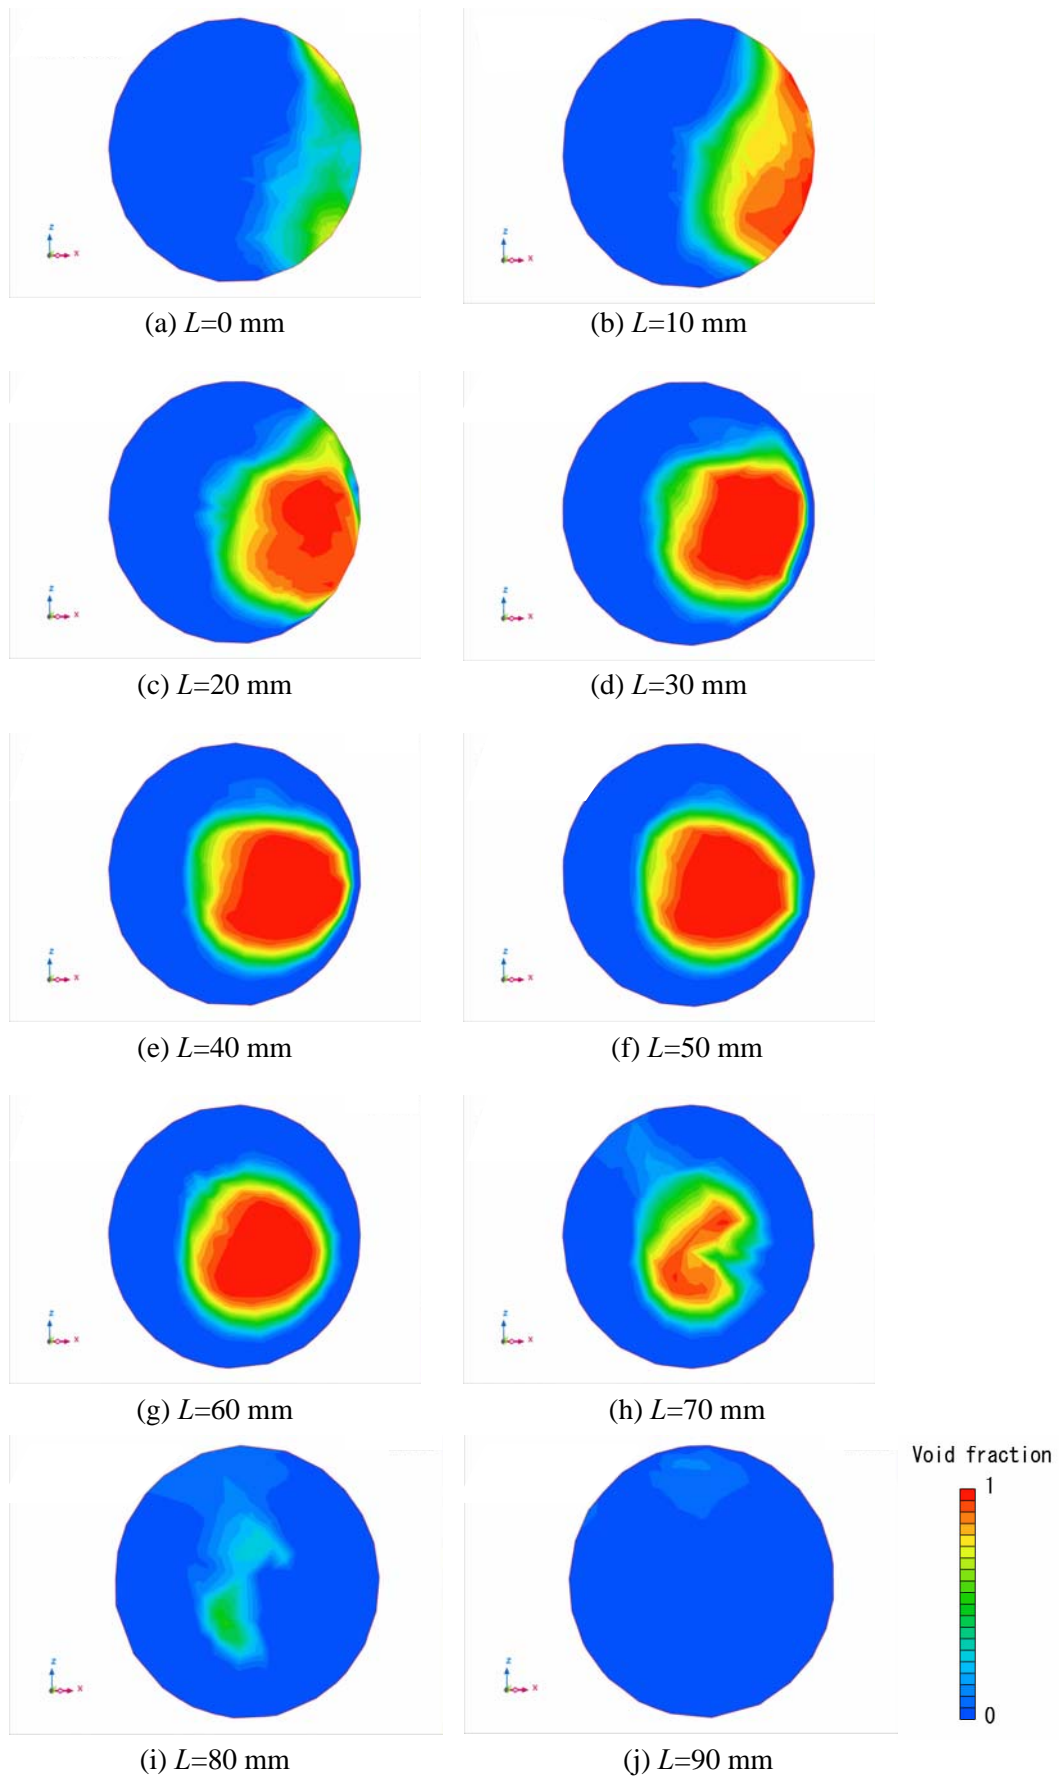 z
x
z
x
(a) L=0 mm
(b) L=10 mm
z
x
z
x
(c) L=20 mm
(d) L=30 mm
z
x
z
x
(e) L=40 mm
(f) L=50 mm
z
x
z
x
(g) L=60 mm
(h) L=70 mm
Void fraction
1
0
z
x
z
x
(i) L=80 mm
(j) L=90 mm